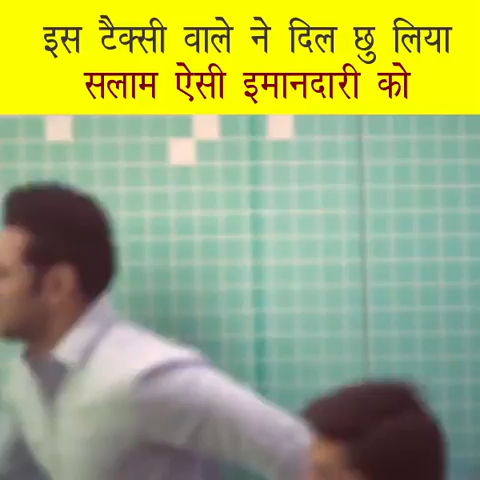 इस टैक्सी वाले ने दिल छु लिया
सलाम ऐसी इमानदारी को